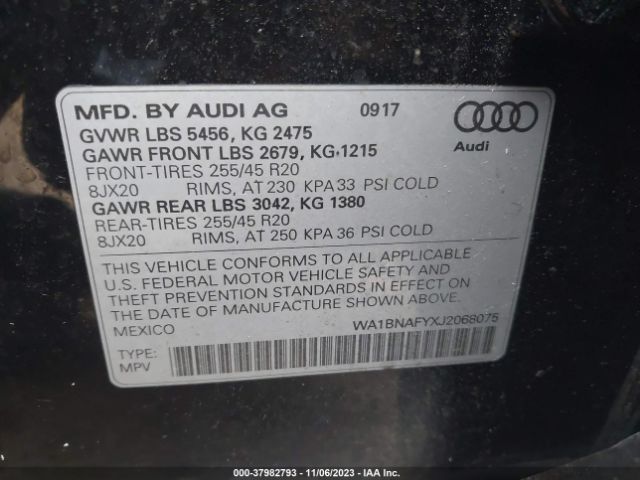 MFD. BY AUDI AG 0917
GVWR LBS 5456, KG 2475
GAWR FRONT LBS 2679, KG 1215
FRONT-TIRES 255/45 R20
8JX20 RIMS, AT 230 KPA 33 PSI COLD
GAWR REAR LBS 3042, KG 1380
REAR-TIRES 255/45 R20
8JX20 RIMS, AT 250 KPA 36 PSI COLD
Audi
THIS VEHICLE CONFORMS TO ALL APPLICABLE
U.S. FEDERAL MOTOR VEHICLE SAFETY AND
THEFT PREVENTION STANDARDS IN EFFECT ON
THE DATE OF MANUFACTURE SHOWN ABOVE.
MEXICO WA1BNAFYXJ2068075
TYPE:
MPV
000-37982793 - 11/06/2023 - IAA Inc.